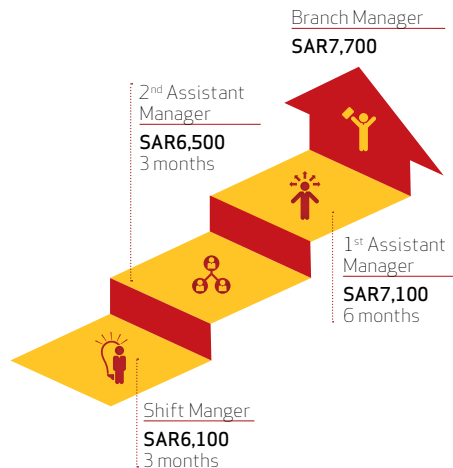 Branch Manager
SAR7,700
2nd Assistant
Manager
SAR6,500
3 months
1st Assistant
Manager
SAR7,100
6 months
Shift Manger
SAR6,100
3 months